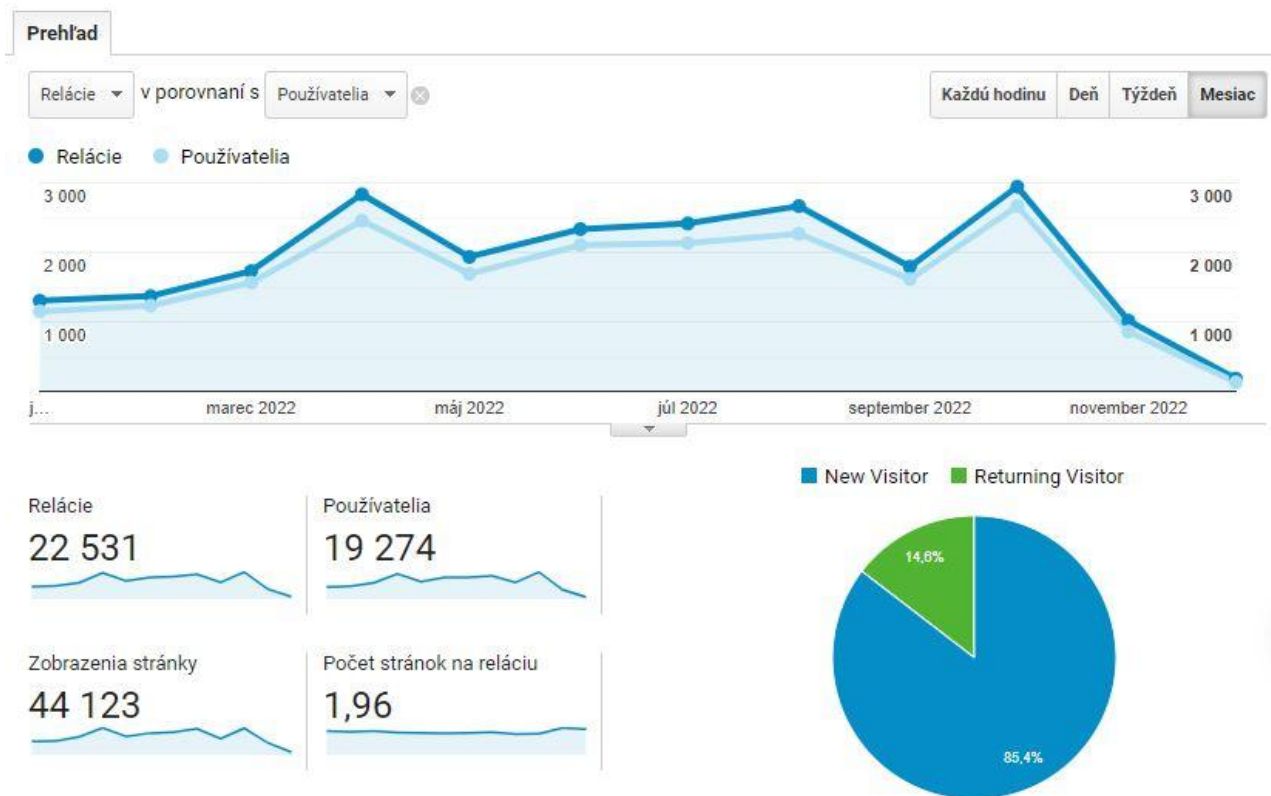 Prehľad
Relácie v porovnaní s Používatelia
Každú hodinu Deň Týždeň Mesiac
Relácie Používatelia
3 000 3 000
2 000 2 000
1 000 1 000
j... marec 2022 máj 2022 júl 2022 september 2022 november 2022
New Visitor Returning Visitor
Relácie Používatelia
22 531 19 274
14,6%
Zobrazenia stránky Počet stránok na reláciu
44 123 1,96
85,4%